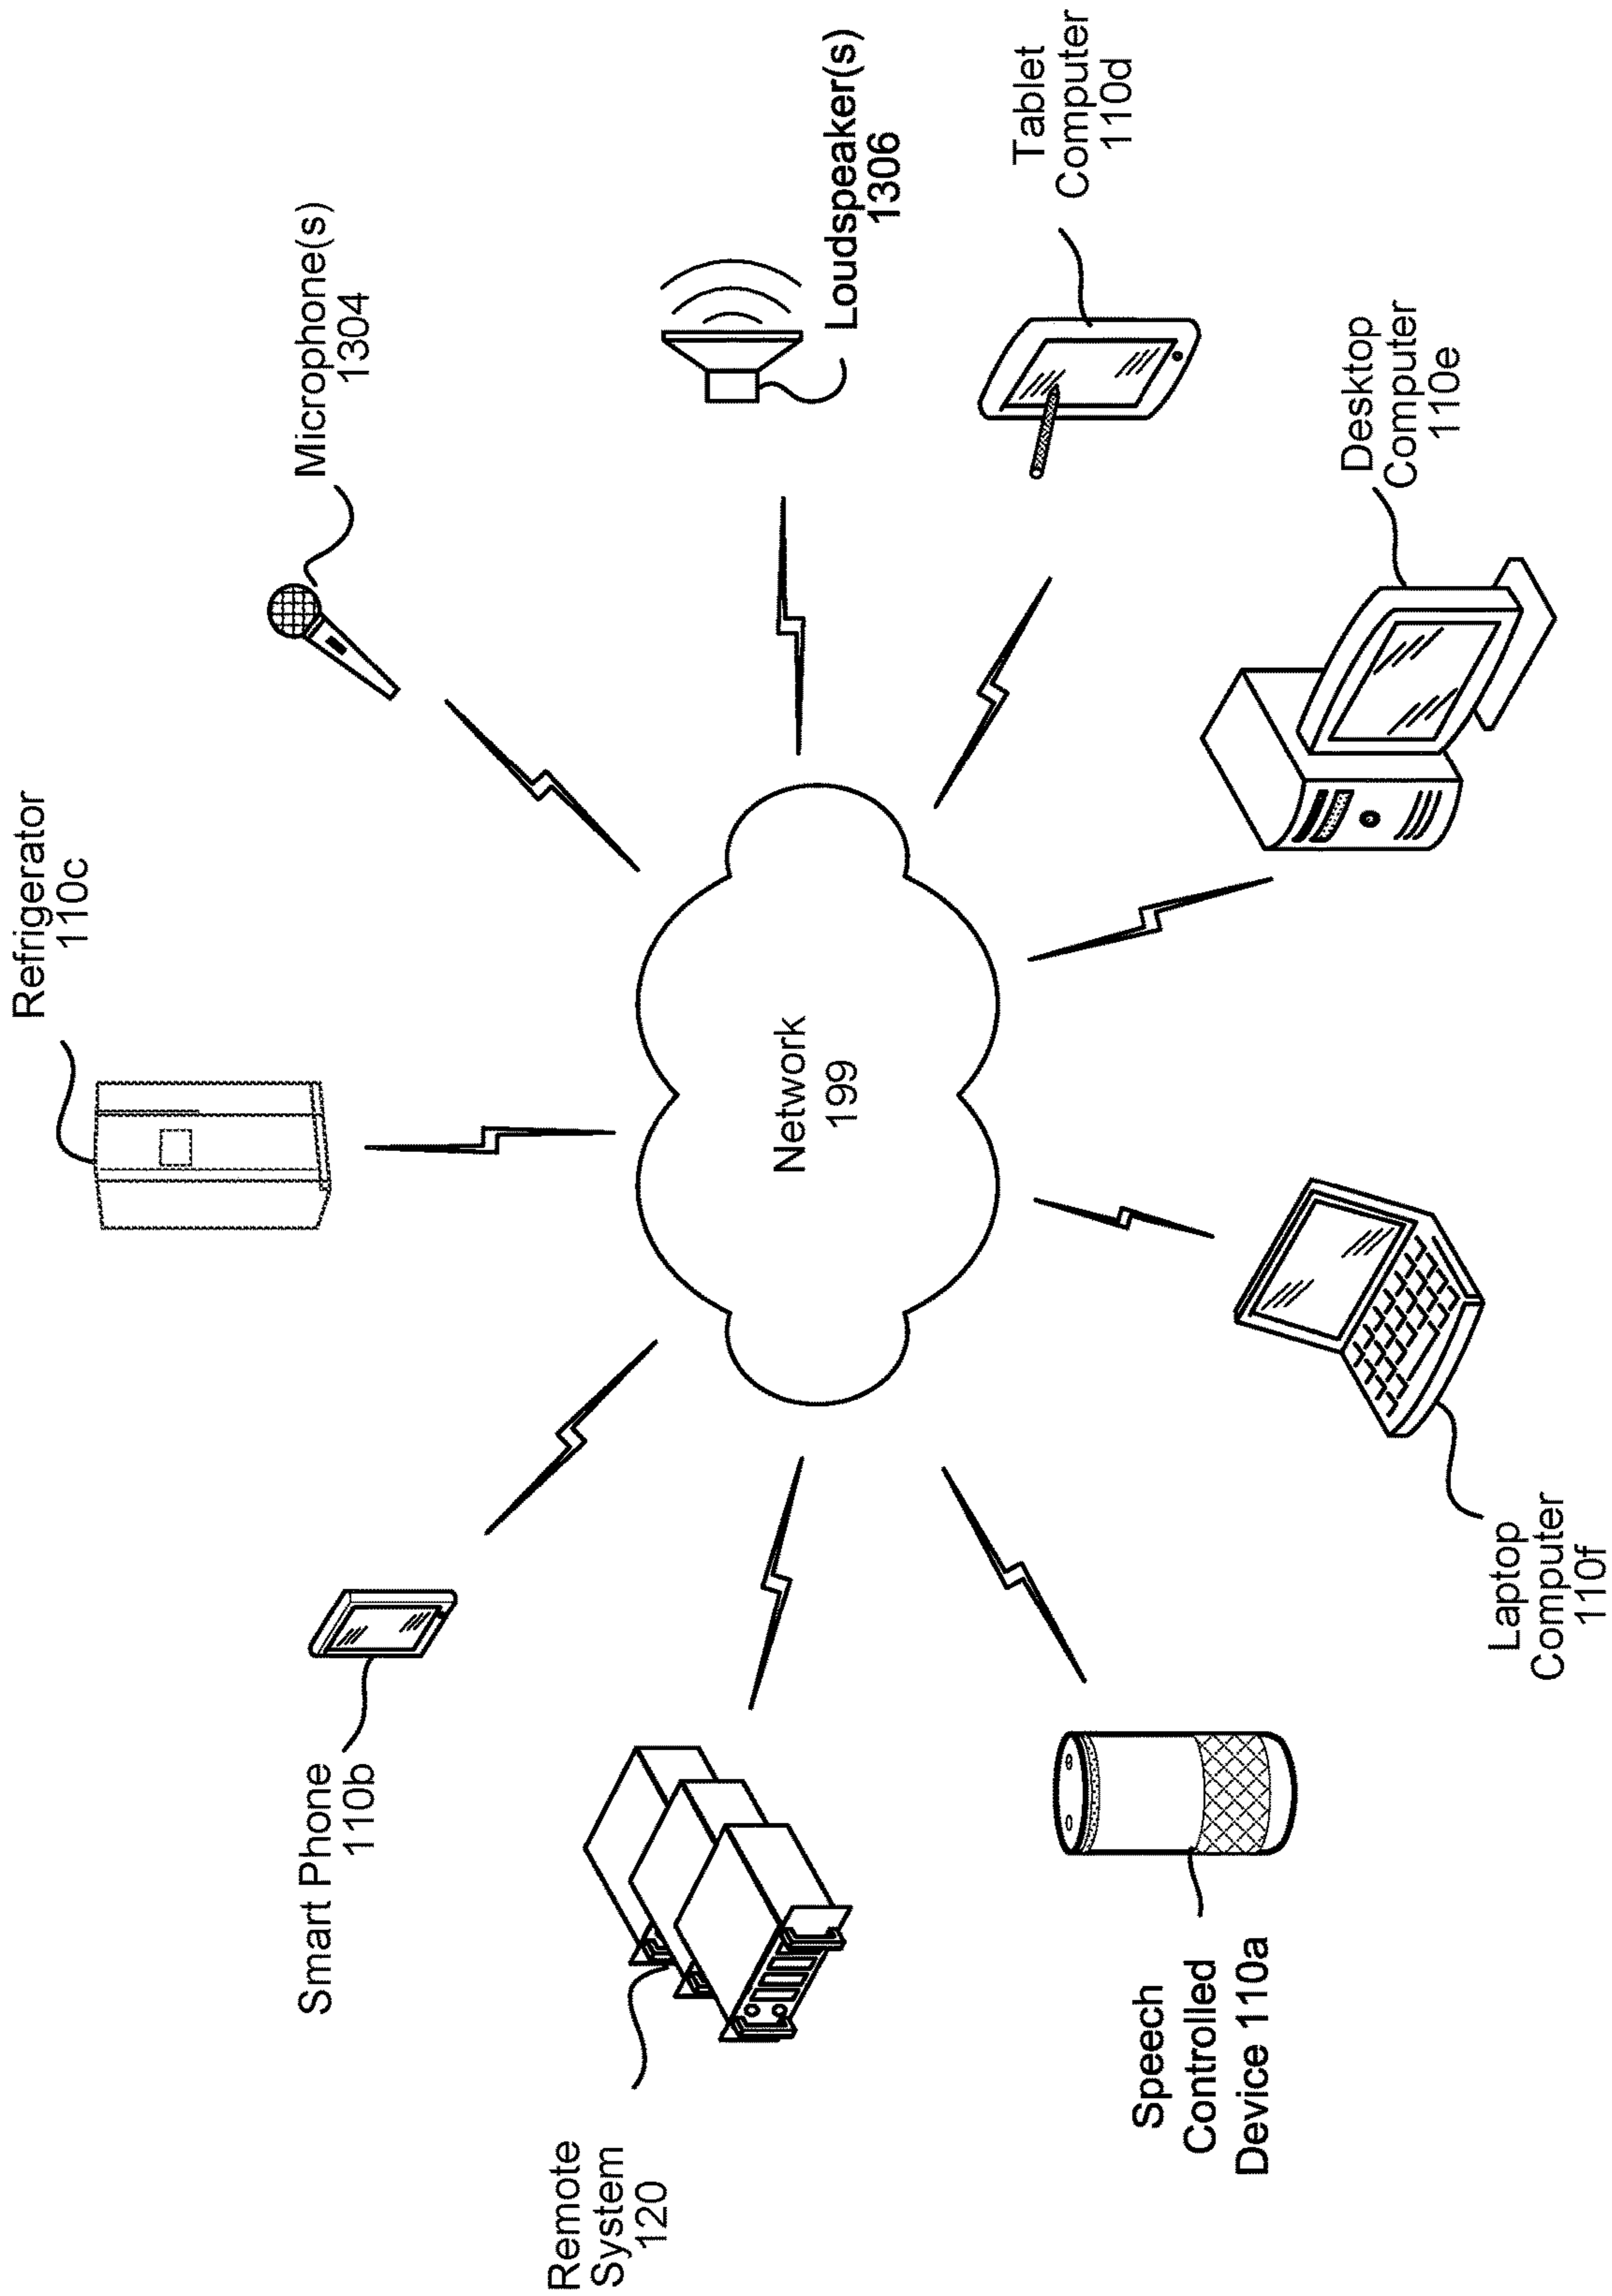 Refrigerator
110c
Microphone(s)
1304
Smart Phone
110b
Loudspeaker(s)
1306
Remote
System
120
Network
199
Tablet
Computer
110d
Speech
Controlled
Device 110a
Desktop
Computer
110e
Laptop
Computer
110f